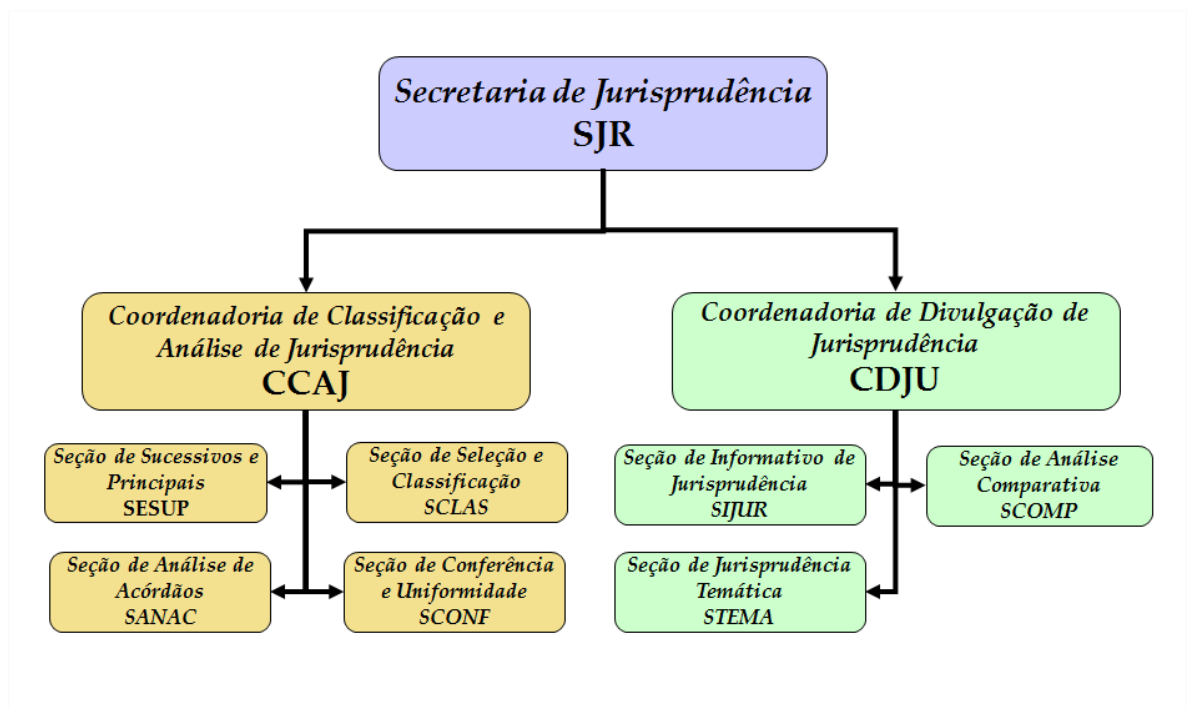 Secretaria de Jurisprudência
SJR
Coordenadoria de Classificação e
Análise de Jurisprudência
CCAJ
Coordenadoria de Divulgação de
Jurisprudência
CDJU
Seção de Sucessivos e
Principais
SESUP
Seção de Seleção e
Classificação
SCLAS
Seção de Análise de
Acórdãos
SANAC
Seção de Conferência
e Uniformidade
SCONF
Seção de Informativo de
Jurisprudência
SIJUR
Seção de Análise
Comparativa
SCOMP
Seção de Jurisprudência
Temática
STEMA